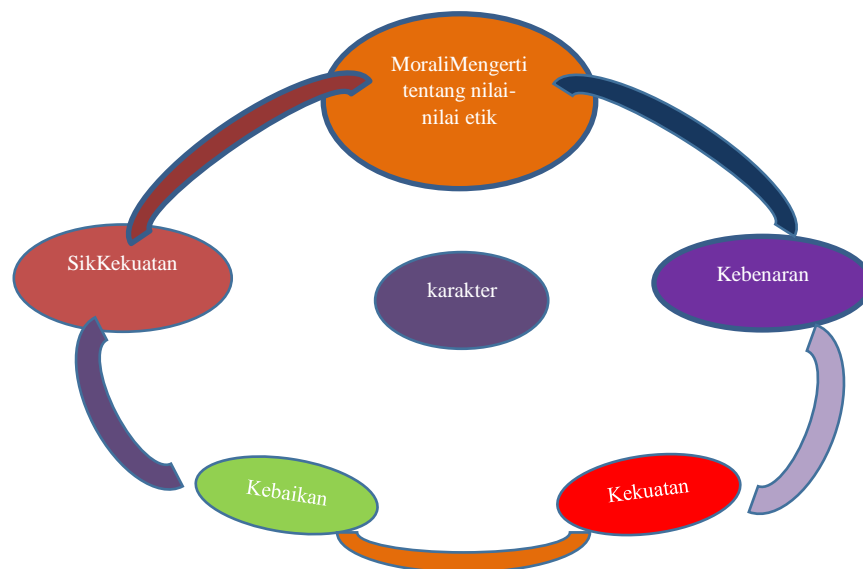 MoraliMengerti
tentang nilai-
nilai etik
SikKekuatan
Kebenaran
karakter
Kebaikan
Kekuatan